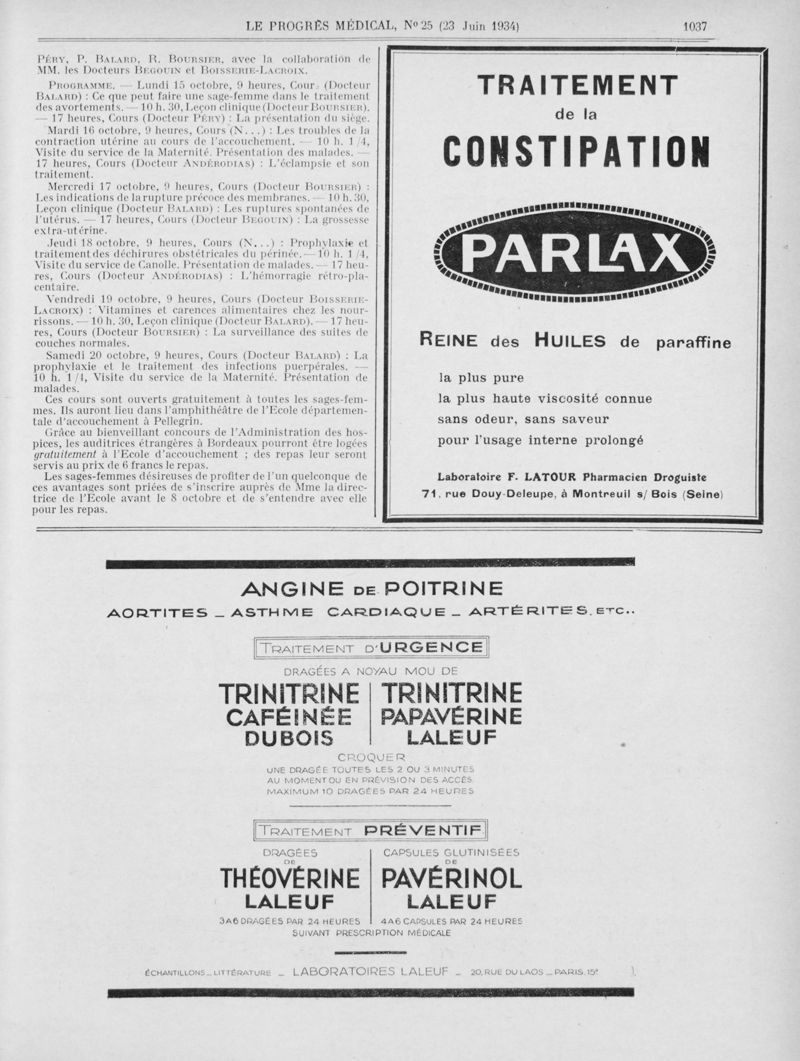 LE PROGRÈS MÉDICAL, No 25 (23 Juin 1934)
1037
PÉRY, P. BALARD, R. BOURSIER, avec la collaboration de
MM. les Docteurs BEGOUIN et BOISSERIE-LACROIX.
PROGRAMME. — Lundi 15 octobre, 9 heures, Cours (Docteur
BALARD) : Ce que peut faire une sage-femme dans le traitement
des avortements. — 10 h. 30, Leçon clinique (Docteur BOURSIER).
— 17 heures, Cours (Docteur PÉRY) : La présentation du siège.
Mardi 16 octobre, 9 heures, Cours (N...) : Les troubles de la
contraction utérine au cours de l'accouchement. — 10 h. 1/4,
Visite du service de la Maternité. Présentation des malades. —
17 heures, Cours (Docteur ANDÉRODIAS) : L'éclampsie et son
traitement.
Mercredi 17 octobre, 9 heures, Cours (Docteur BOURSIER) :
Les indications de la rupture précoce des membranes. — 10 h. 30,
Leçon clinique (Docteur BALARD) : Les ruptures spontanées de
l'utérus. — 17 heures, Cours (Docteur BEGOUIN) : La grossesse
extra-utérine.
Jeudi 18 octobre, 9 heures, Cours (N...) : Prophylaxie et
traitement des déchirures obstétricales du périnée. — 10 h. 1/4,
Visite du service de Canolle. Présentation de malades. — 17 heu-
res, Cours (Docteur ANDÉRODIAS) : L'hémorragie rétro-pla-
centaire.
Vendredi 19 octobre, 9 heures, Cours (Docteur BOISSERIE-
LACROIX) : Vitamines et carences alimentaires chez les nour-
rissons. — 10 h. 30, Leçon clinique (Docteur BALARD). — 17 heu-
res, Cours (Docteur BOURSIER) : La surveillance des suites de
couches normales.
Samedi 20 octobre, 9 heures, Cours (Docteur BALARD) : La
prophylaxie et le traitement des infections puerpérales. —
10 h. 1/4, Visite du service de la Maternité. Présentation de
malades.
Ces cours sont ouverts gratuitement à toutes les sages-fem-
mes. Ils auront lieu dans l'amphithéâtre de l'Ecole départemen-
tale d'accouchement à Pellegrin.
Grâce au bienveillant concours de l'Administration des hos-
pices, les auditrices étrangères à Bordeaux pourront être logées
gratuitement à l'Ecole d'accouchement ; des repas leur seront
servis au prix de 6 francs le repas.
Les sages-femmes désireuses de profiter de l'un quelconque de
ces avantages sont priées de s'inscrire auprès de Mme la direc-
trice de l'Ecole avant le 8 octobre et de s'entendre avec elle
pour les repas.
TRAITEMENT
de la
CONSTIPATION
PARLAX
REINE des HUILES de paraffine
la plus pure
la plus haute viscosité connue
sans odeur, sans saveur
pour l'usage interne prolongé
Laboratoire F. LATOUR Pharmacien Droguiste
71, rue Douy-Deleupe, à Montreuil s/ Bois (Seine)
ANGINE DE POITRINE
AORTITES _ ASTHME CARDIAQUE _ ARTÉRITES, ETC..
TRAITEMENT D'URGENCE
DRAGÉES A NOYAU MOU DE
TRINITRINE
CAFÉINÉE
DUBOIS
TRINITRINE
PAPAVÉRINE
LALEUF
CROQUER
UNE DRAGÉE TOUTES LES 2 OU 3 MINUTES
AU MOMENT OU EN PRÉVISION DES ACCÈS.
MAXIMUM 10 DRAGÉES PAR 24 HEURES
TRAITEMENT PRÉVENTIF
DRAGÉES
DE
THÉOVÉRINE
LALEUF
3 A 6 DRAGÉES PAR 24 HEURES
CAPSULES GLUTINISÉES
DE
PAVÉRINOL
LALEUF
4 A 6 CAPSULES PAR 24 HEURES
SUIVANT PRESCRIPTION MÉDICALE
ÉCHANTILLONS _ LITTÉRATURE _ LABORATOIRES LALEUF _ 20, RUE DU LAOS _ PARIS. 15e